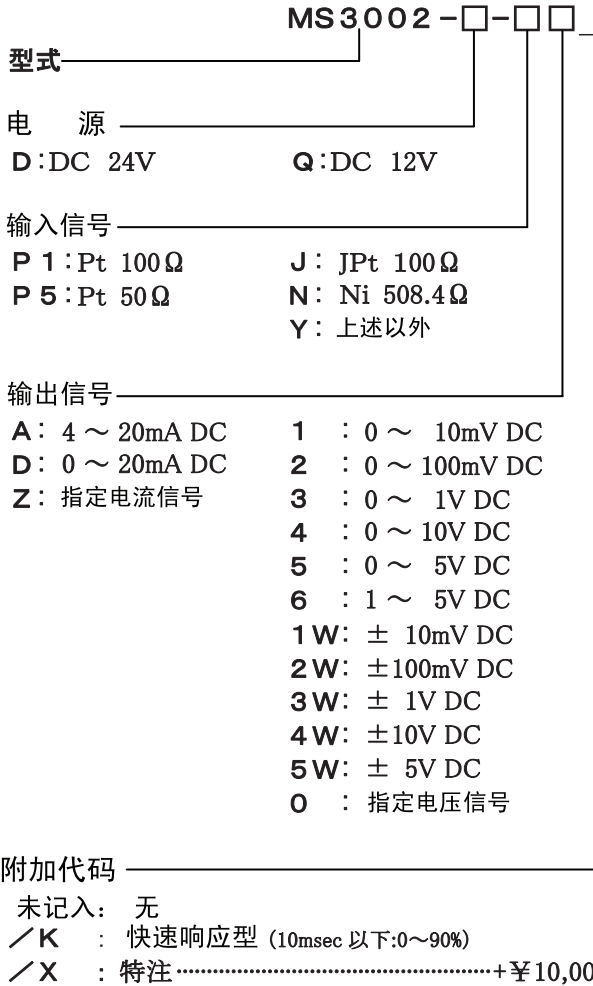 MS3002-□-□□_
型式
电 源
D:DC 24V Q:DC 12V
输入信号
P1:Pt 100Ω J: JPt 100Ω
P5:Pt 50Ω N: Ni 508.4Ω
Y: 上述以外
输出信号
A: 4～20mA DC 1 : 0～ 10mV DC
D: 0～20mA DC 2 : 0～100mV DC
Z: 指定电流信号 3 : 0～ 1V DC
4 : 0～10V DC
5 : 0～ 5V DC
6 : 1～ 5V DC
1W: ± 10mV DC
2W: ±100mV DC
3W: ± 1V DC
4W: ±10V DC
5W: ± 5V DC
0 : 指定电压信号
附加代码
未记入: 无
／K : 快速响应型 (10msec 以下:0～90%)
／X : 特注………………………………+¥10,00